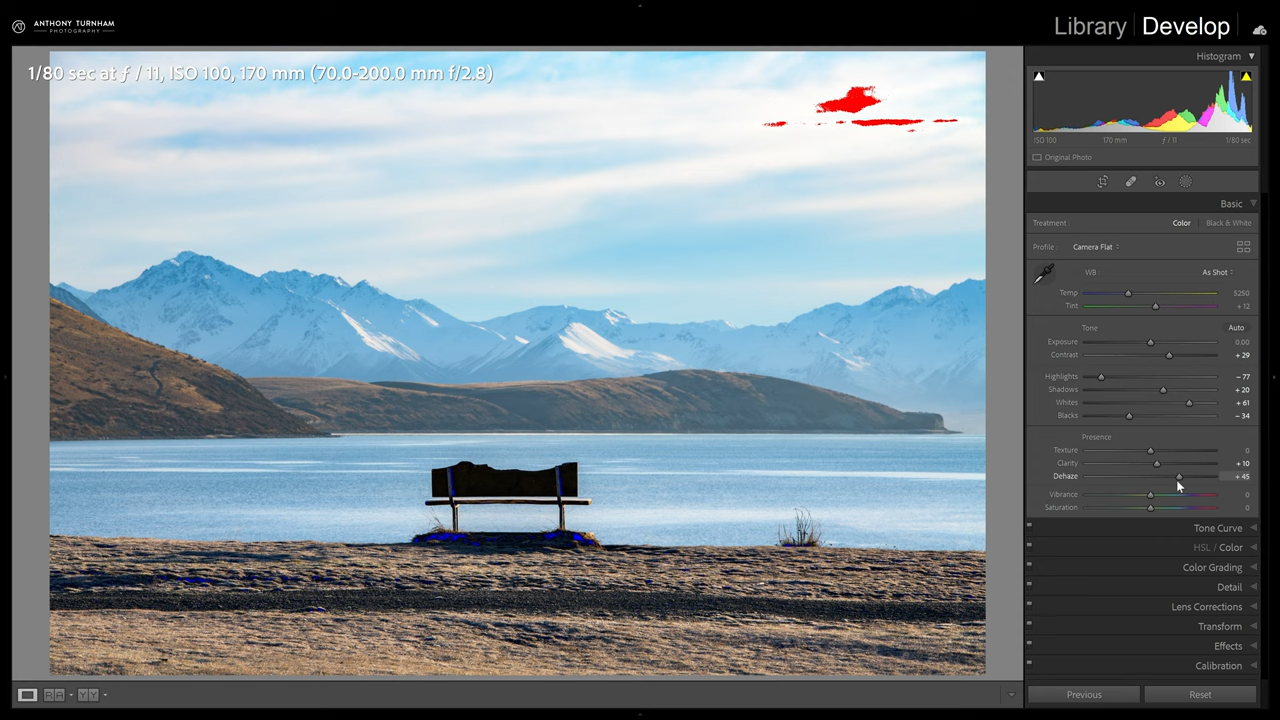 ANTHONY TURNHAM
PHOTOGRAPHY
Library
Develop
1/80 sec at ƒ / 11, ISO 100, 170 mm (70.0-200.0 mm f/2.8)
Histogram
ISO 100 170 mm ƒ / 11 1/80 sec
Original Photo
Basic
Treatment : Color Black & White
Profile : Camera Flat
WB : As Shot
Temp 5250
Tint + 12
Tone Auto
Exposure 0.00
Contrast + 29
Highlights − 77
Shadows + 20
Whites + 61
Blacks − 34
Presence
Texture 0
Clarity + 10
Dehaze + 45
Vibrance 0
Saturation 0
Tone Curve
HSL / Color
Color Grading
Detail
Lens Corrections
Transform
Effects
Calibration
R A Y Y
Previous Reset